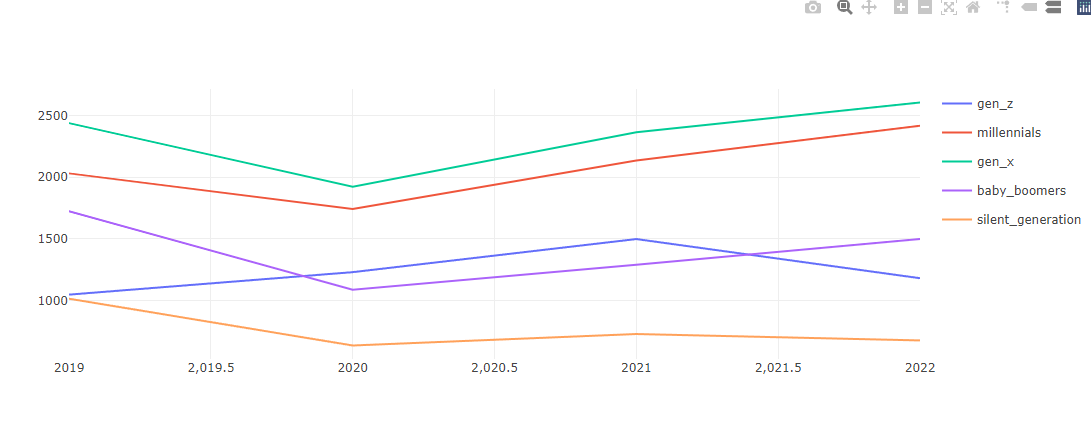 2500
2000
1500
1000
2019 2,019.5 2020 2,020.5 2021 2,021.5 2022
gen_z
millennials
gen_x
baby_boomers
silent_generation